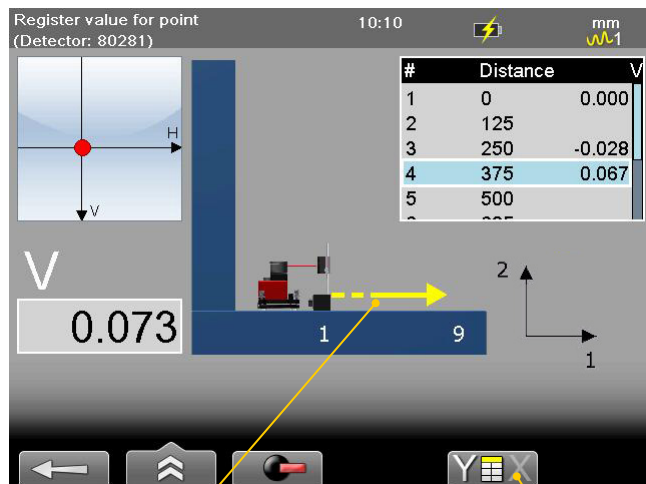 Register value for point
(Detector: 80281)
10:10
mm
1
# Distance V
1 0 0.000
2 125
3 250 -0.028
4 375 0.067
5 500
H
V
V
0.073
1
9
2
1
Y X